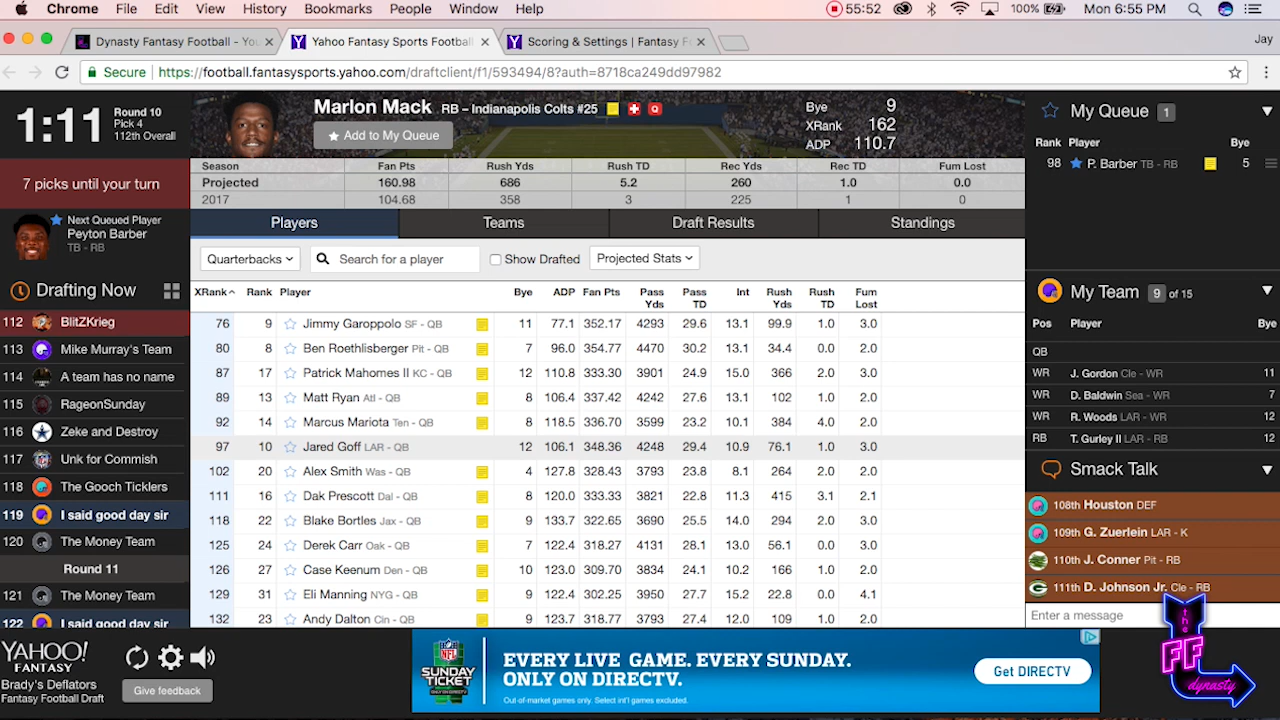 Chrome File Edit View History Bookmarks People Window Help 55:52 100% Mon 6:55 PM
Dynasty Fantasy Football - You × Yahoo Fantasy Sports Football × Scoring & Settings | Fantasy F × Jay
Secure https://football.fantasysports.yahoo.com/draftclient/f1/593494/8?auth=8718ca249dd97982
1:11
Round 10
Pick 4
112th Overall
7 picks until your turn
Next Queued Player
Peyton Barber
TB - RB
Drafting Now
112 BlitZKrieg
113 Mike Murray's Team
114 A team has no name
115 RageonSunday
116 Zeke and Destroy
117 Unk for Commish
118 The Gooch Ticklers
119 I said good day sir
120 The Money Team
Round 11
121 The Money Team
122 I said good day sir
YAHOO!
FANTASY
Brady's Deflators
Fantasy Football Draft
Give feedback
Marlon Mack RB – Indianapolis Colts #25 Q
Add to My Queue
Bye 9
XRank 162
ADP 110.7
Season Fan Pts Rush Yds Rush TD Rec Yds Rec TD Fum Lost
Projected 160.98 686 5.2 260 1.0 0.0
2017 104.68 358 3 225 1 0
Players Teams Draft Results Standings
Quarterbacks Search for a player Show Drafted Projected Stats
XRank Rank Player Bye ADP Fan Pts Pass Yds Pass TD Int Rush Yds Rush TD Fum Lost
76 9 Jimmy Garoppolo SF - QB 11 77.1 352.17 4293 29.6 13.1 99.9 1.0 3.0
80 8 Ben Roethlisberger Pit - QB 7 96.0 354.77 4470 30.2 13.1 34.4 0.0 2.0
87 17 Patrick Mahomes II KC - QB 12 110.8 333.30 3901 24.9 15.0 366 2.0 3.0
89 13 Matt Ryan Atl - QB 8 106.4 337.42 4242 27.6 13.1 102 1.0 2.0
92 14 Marcus Mariota Ten - QB 8 118.5 336.70 3599 23.2 10.1 384 4.0 2.0
97 10 Jared Goff LAR - QB 12 106.1 348.36 4248 29.4 10.9 76.1 1.0 3.0
102 20 Alex Smith Was - QB 4 127.8 328.43 3793 23.8 8.1 264 2.0 2.0
111 16 Dak Prescott Dal - QB 8 120.0 333.33 3821 22.8 11.3 415 3.1 2.1
118 22 Blake Bortles Jax - QB 9 133.7 322.65 3690 25.5 14.0 294 2.0 3.0
125 24 Derek Carr Oak - QB 7 122.4 318.27 4131 28.1 13.0 56.1 0.0 3.0
126 27 Case Keenum Den - QB 10 123.0 309.70 3834 24.1 10.2 166 1.0 2.0
129 31 Eli Manning NYG - QB 9 122.4 302.25 3950 27.7 15.2 22.8 0.0 4.1
132 23 Andy Dalton Cin - QB 9 123.7 318.77 3793 27.4 12.0 109 1.0 2.0
My Queue 1
Rank Player Bye
98 P. Barber TB - RB 5
My Team 9 of 15
Pos Player Bye
QB
WR J. Gordon Cle - WR 11
WR D. Baldwin Sea - WR 7
WR R. Woods LAR - WR 12
RB T. Gurley II LAR - RB 12
Smack Talk
108th Houston DEF
109th G. Zuerlein LAR - K
110th J. Conner Pit - RB
111th D. Johnson Jr. Cle - RB
Enter a message
NFL
SUNDAY
TICKET
ONLY ON DIRECTV
EVERY LIVE GAME. EVERY SUNDAY.
ONLY ON DIRECTV.
Out-of-market games only. Select int'l games excluded.
Get DIRECTV
the
FF
dynasty